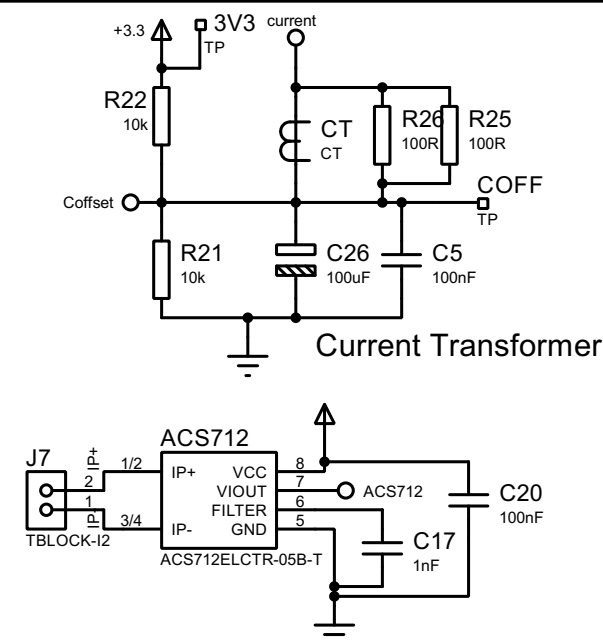 +3.3
3V3
TP
current
R22
10k
CT
CT
R26
100R
R25
100R
Coffset
COFF
TP
R21
10k
C26
100uF
C5
100nF
Current Transformer
ACS712
J7
2
1
IP+
IP-
1/2
3/4
TBLOCK-I2
IP+
IP-
VCC
VIOUT
FILTER
GND
8
7
6
5
ACS712
ACS712ELCTR-05B-T
C20
100nF
C17
1nF